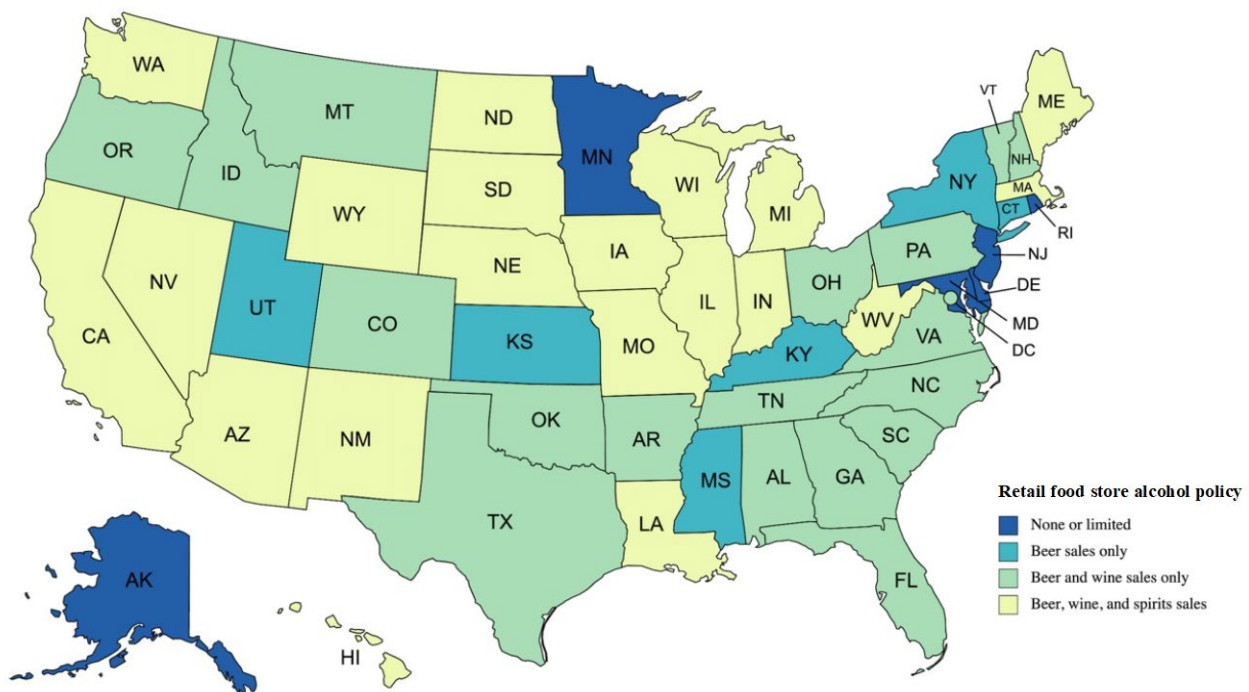 WA
MT
ND
MN
VT
ME
OR
ID
SD
WI
NY
NH
MA
WY
MI
CT
RI
IA
PA
NJ
NE
NV
OH
DE
UT
IL
IN
CA
CO
WV
MD
KS
MO
KY
VA
DC
NC
TN
AZ
NM
OK
AR
SC
MS
AL
GA
TX
LA
FL
AK
HI
Retail food store alcohol policy
None or limited
Beer sales only
Beer and wine sales only
Beer, wine, and spirits sales